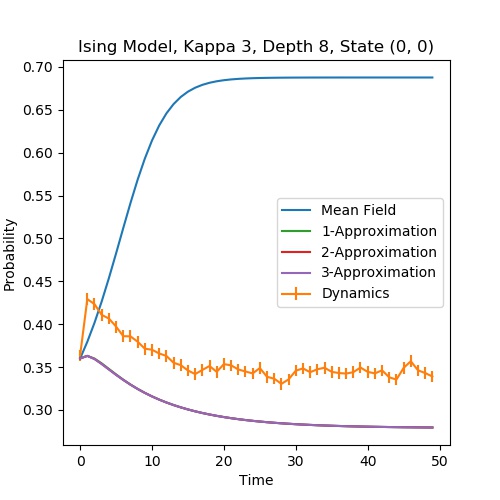 Ising Model, Kappa 3, Depth 8, State (0, 0)
0.70
0.65
0.60
0.55
0.50
0.45
0.40
0.35
0.30
Probability
Mean Field
1-Approximation
2-Approximation
3-Approximation
Dynamics
0 10 20 30 40 50
Time